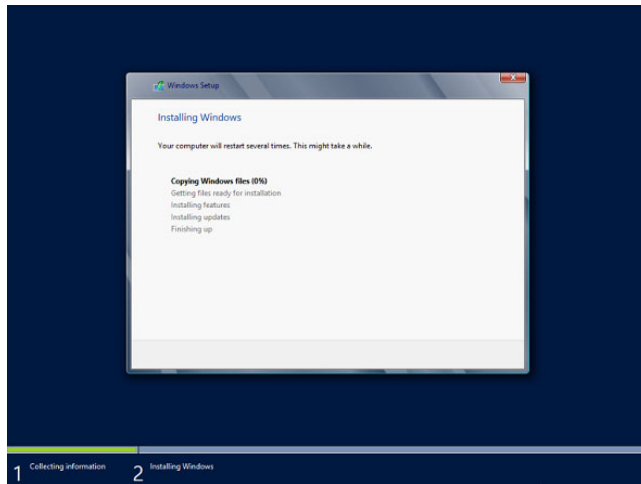 Windows Setup
Installing Windows
Your computer will restart several times. This might take a while.
Copying Windows files (0%)
Getting files ready for installation
Installing features
Installing updates
Finishing up
1 Collecting information
2 Installing Windows